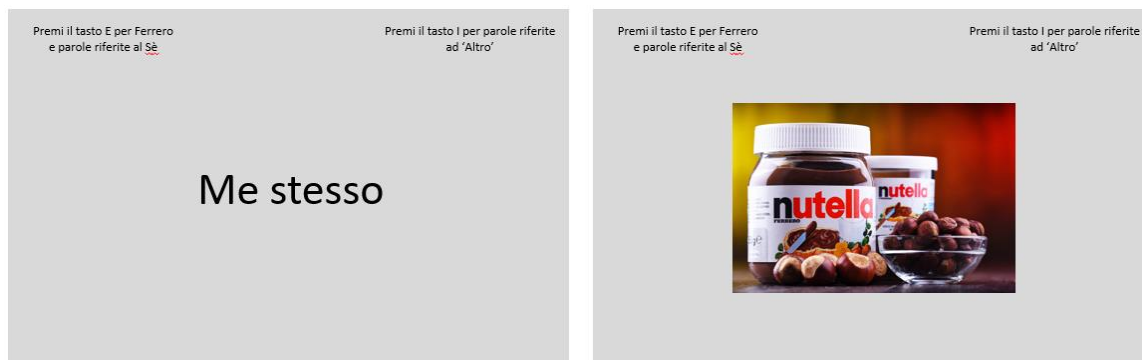 Premi il tasto E per Ferrero
e parole riferite al Sè
Premi il tasto I per parole riferite
ad ‘Altro’
Me stesso
Premi il tasto E per Ferrero
e parole riferite al Sè
Premi il tasto I per parole riferite
ad ‘Altro’
nutella
FERRERO
nutella